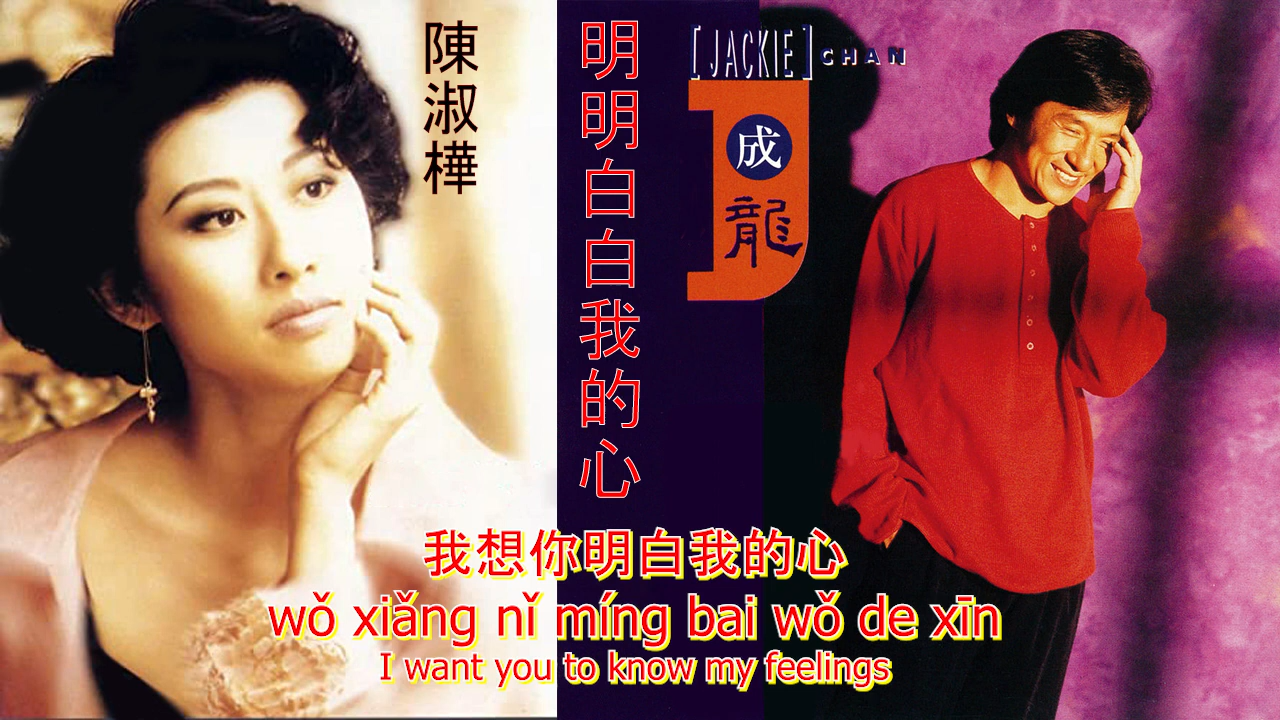 陳淑樺
明明白白我的心
[JACKIE] CHAN
成龍
我想你明白我的心
wǒ xiǎng nǐ míng bai wǒ de xīn
I want you to know my feelings